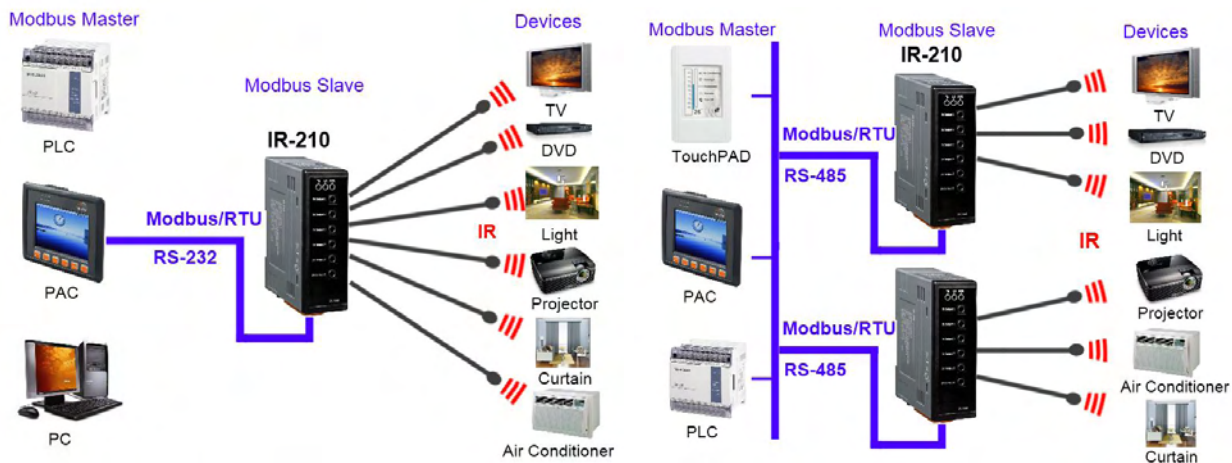 Modbus Master
PLC
PAC
PC
Modbus Slave
IR-210
Modbus/RTU
RS-232
Devices
TV
DVD
Light
IR
Projector
Curtain
Air Conditioner
Modbus Master
TouchPAD
PAC
PLC
Modbus Slave
IR-210
Modbus/RTU
RS-485
Modbus/RTU
RS-485
Devices
TV
DVD
Light
IR
Projector
Air Conditioner
Curtain